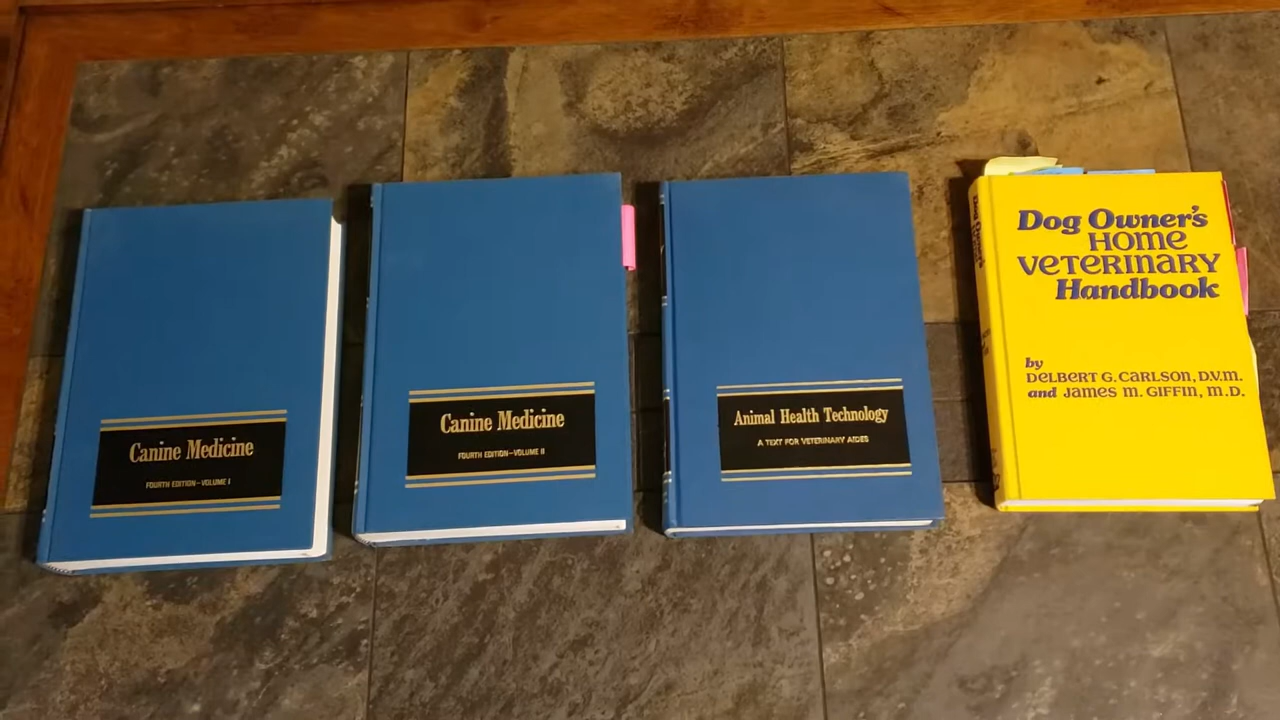 Canine Medicine
FOURTH EDITION–VOLUME I
Canine Medicine
FOURTH EDITION–VOLUME II
Animal Health Technology
A TEXT FOR VETERINARY AIDES
Dog Owner's
HOME
VETERINARY
Handbook
by
DELBERT G. CARLSON, D.V.M.
and JAMES M. GIFFIN, M.D.